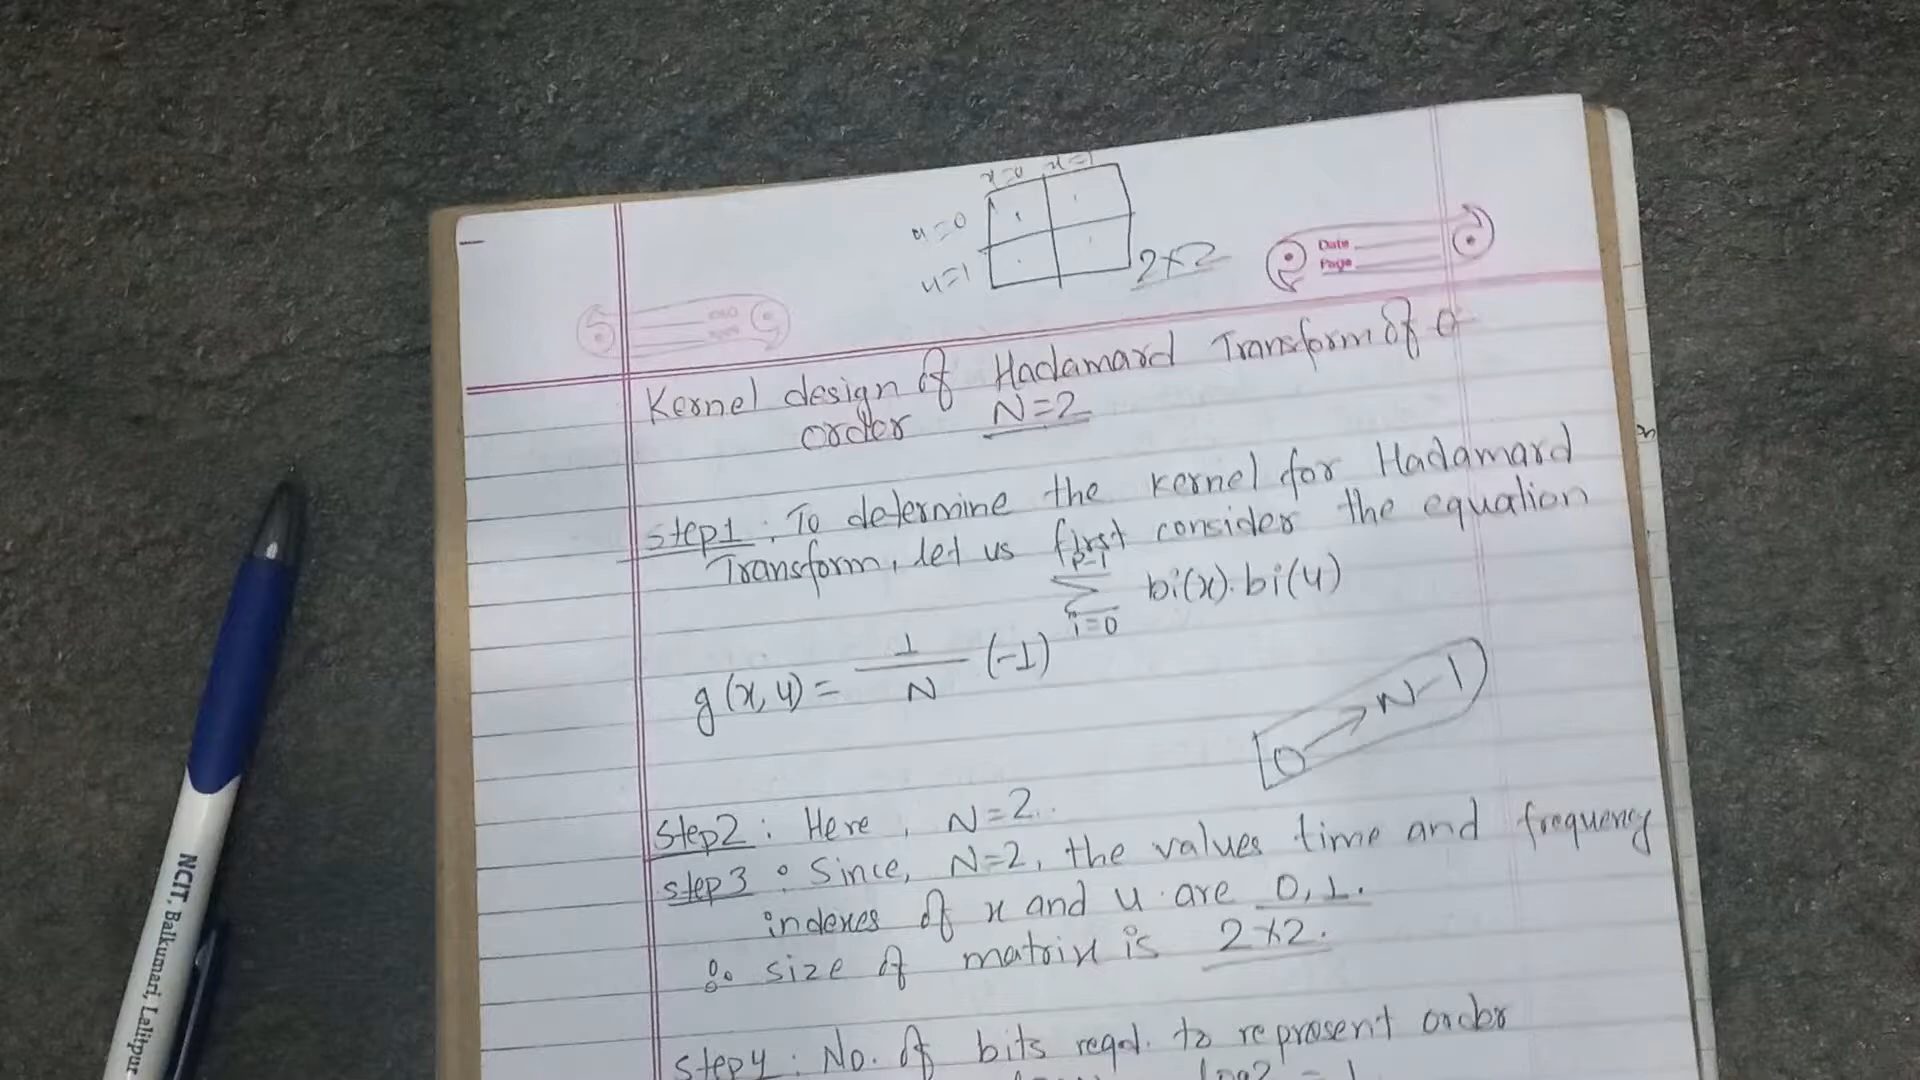 x=0 x=1
u=0
u=1
2×2
Date
Page
Kernel design of Hadamard Transform of a
order N=2
Step1: To determine the kernel for Hadamard
Transform, let us first consider the equation
g(x,u) = 1/N (-1)^{\sum_{i=0}^{p-1} bi(x).bi(u)}
0 → N-1
Step2: Here, N=2.
Step3: Since, N=2, the values time and frequency
indexes of x and u are 0,1.
∴ size of matrix is 2×2.
Step4: No. of bits reqd. to represent order
log2 = 1
NCIT, Balkumari, Lalitpur